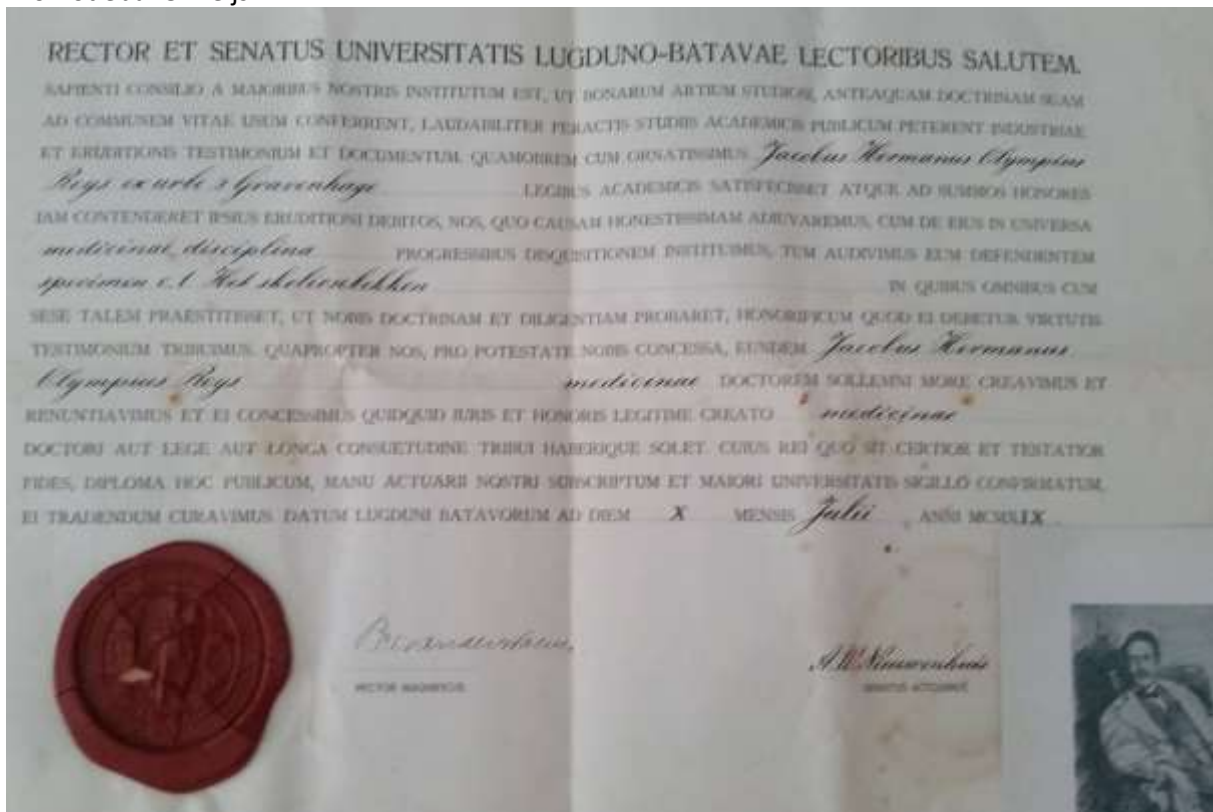 RECTOR ET SENATUS UNIVERSITATIS LUGDUNO-BATAVAE LECTORIBUS SALUTEM.
SAPIENTI CONSILIO A MAIORIBUS NOSTRIS INSTITUTUM EST, UT BONARUM ARTIUM STUDIOSI, ANTEAQUAM DOCTRINAM SUAM
AD COMMUNEM VITAE USUM CONFERRENT, LAUDABILITER PERACTIS STUDIIS ACADEMICIS PUBLICUM PETERENT INDUSTRIAE
ET ERUDITIONIS TESTIMONIUM ET DOCUMENTUM. QUAMOBREM CUM ORNATISSIMUS Jacobus Hermanus Olympius
Reys ex urbe s Gravenhage LEGIBUS ACADEMICIS SATISFECISSET ATQUE AD SUMMOS HONORES
IAM CONTENDERET IPSIUS ERUDITIONI DEBITOS, NOS, QUO CAUSAM HONESTISSIMAM ADIUVAREMUS, CUM DE EIUS IN UNIVERSA
medicinae disciplina PROGRESSIBUS DISQUISITIONEM INSTITUIMUS, TUM AUDIVIMUS EUM DEFENDENTEM
specimen c. t. Het IN QUIBUS OMNIBUS CUM
SESE TALEM PRAESTITISSET, UT NOBIS DOCTRINAM ET DILIGENTIAM PROBARET, HONORIFICUM QUOD EI DEBETUR VIRTUTIS
TESTIMONIUM TRIBUIMUS. QUAPROPTER NOS, PRO POTESTATE NOBIS CONCESSA, EUNDEM Jacobus Hermanus
Olympius Reys medicinae DOCTOREM SOLLEMNI MORE CREAVIMUS ET
RENUNTIAVIMUS ET EI CONCESSIMUS QUIDQUID IURIS ET HONORIS LEGITIME CREATO medicinae
DOCTORI AUT LEGE AUT LONGA CONSUETUDINE TRIBUI HABERIQUE SOLET. CUIUS REI QUO SIT CERTIOR ET TESTATIOR
FIDES, DIPLOMA HOC PUBLICUM, MANU ACTUARII NOSTRI SUBSCRIPTUM ET MAIORI UNIVERSITATIS SIGILLO CONFIRMATUM,
EI TRADENDUM CURAVIMUS. DATUM LUGDUNI BATAVORUM AD DIEM X MENSIS Julii ANNI MCMXIX
A.W. Nieuwenhuis
RECTOR MAGNIFICUS